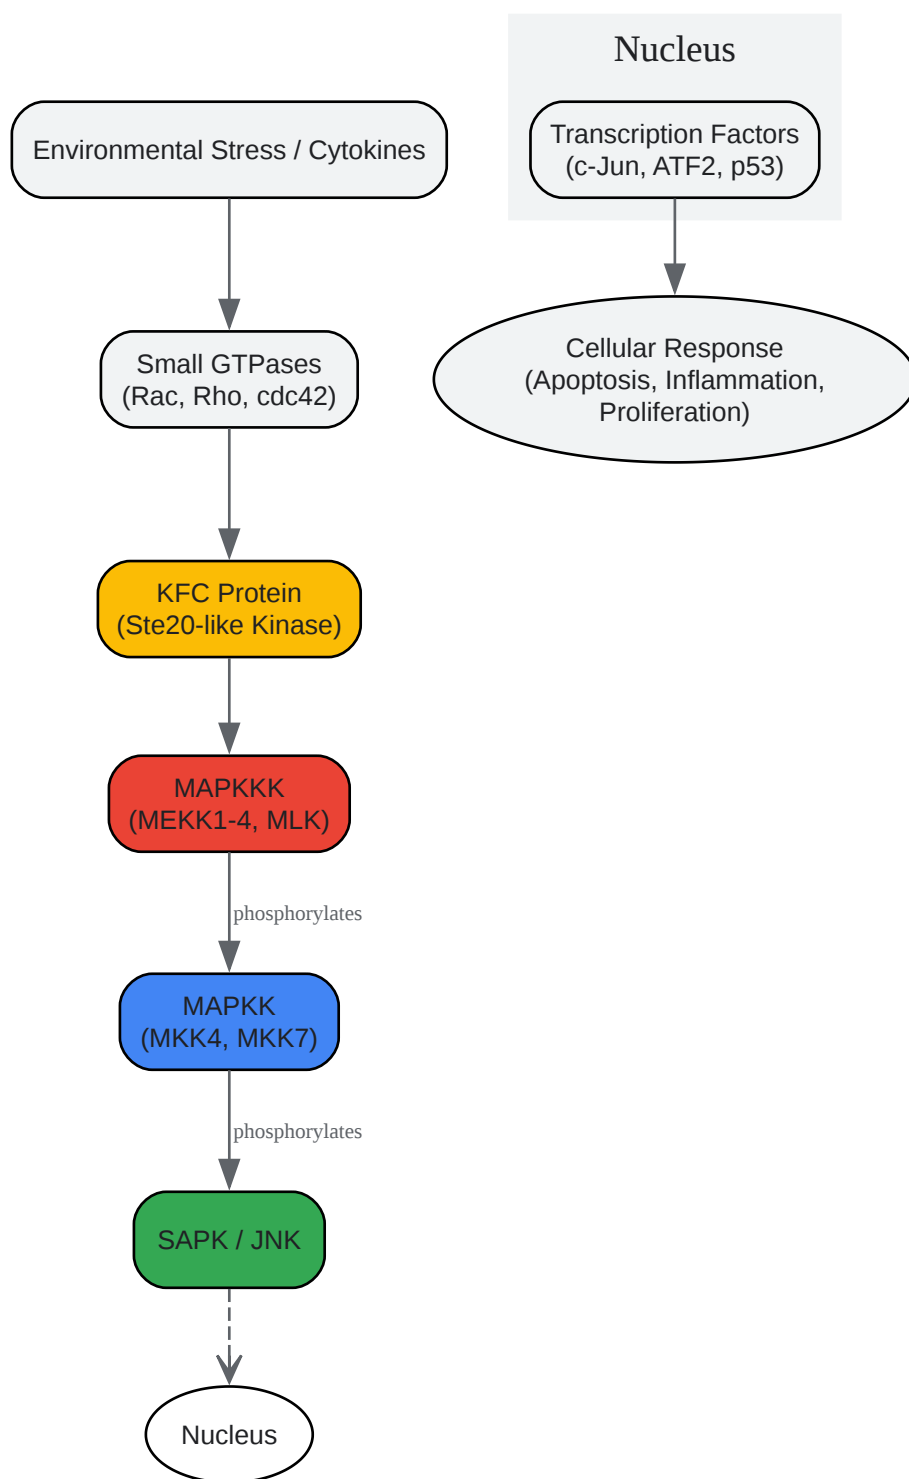 Nucleus
Environmental Stress / Cytokines
Transcription Factors
(c-Jun, ATF2, p53)
Small GTPases
(Rac, Rho, cdc42)
Cellular Response
(Apoptosis, Inflammation,
Proliferation)
KFC Protein
(Ste20-like Kinase)
MAPKKK
(MEKK1-4, MLK)
phosphorylates
MAPKK
(MKK4, MKK7)
phosphorylates
SAPK / JNK
Nucleus